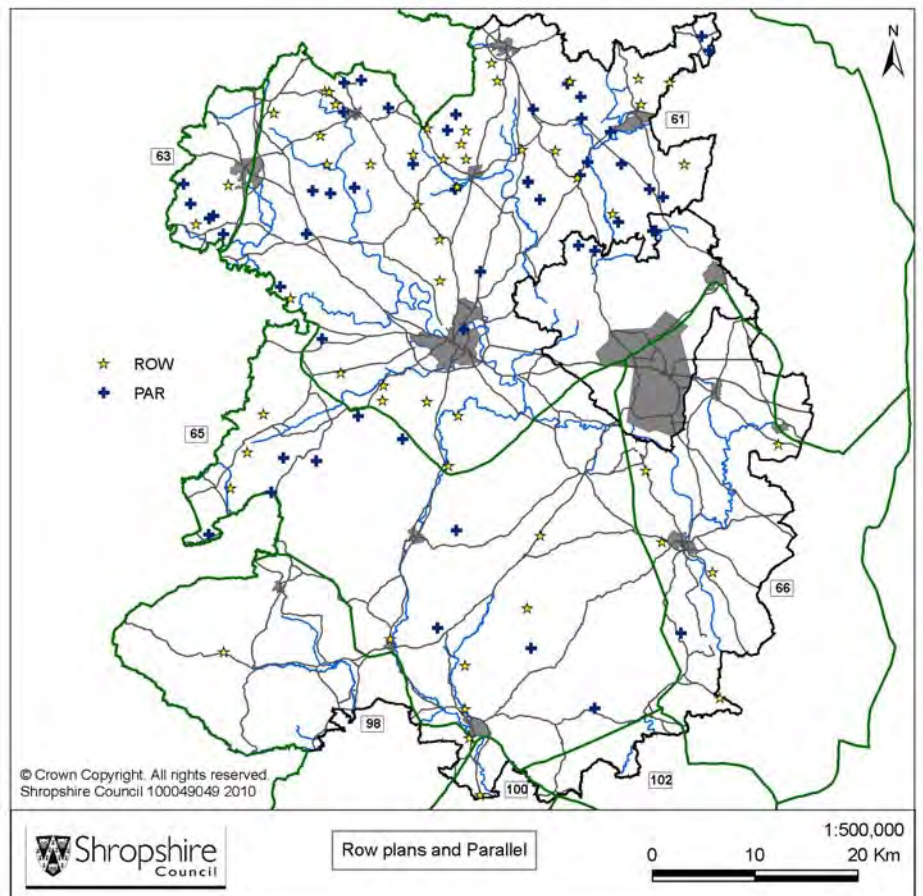 N
61
63
ROW
PAR
65
66
98
100
102
© Crown Copyright. All rights reserved.
Shropshire Council 100049049 2010
Shropshire
Council
Row plans and Parallel
1:500,000
0 10 20 Km